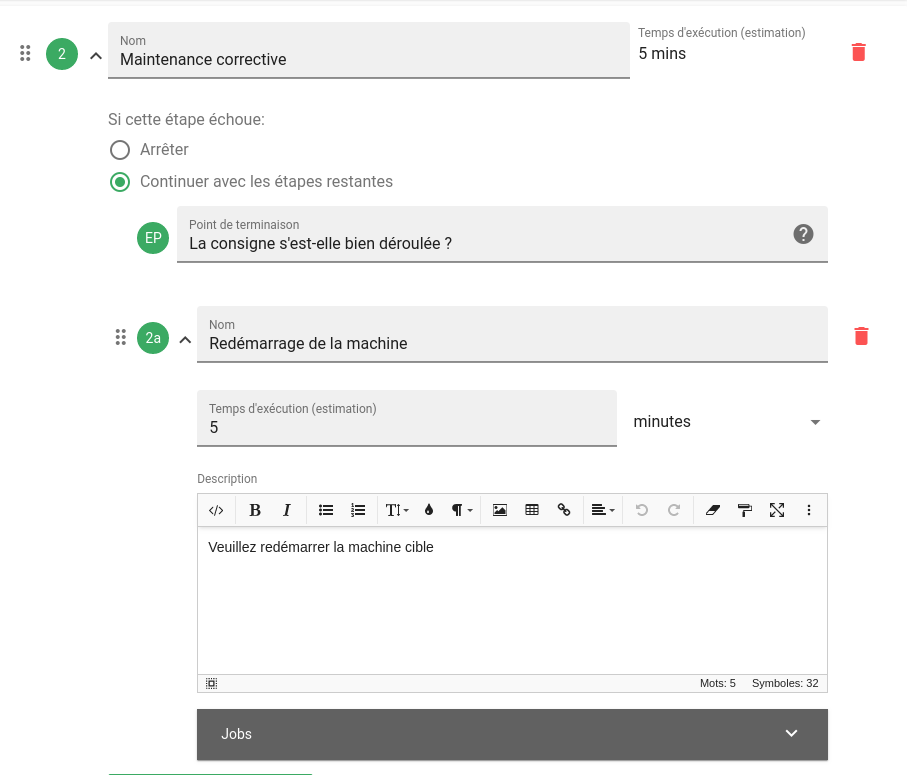 Nom
Temps d'exécution (estimation)
2
Maintenance corrective
5 mins
Si cette étape échoue:
Arrêter
Continuer avec les étapes restantes
EP
Point de terminaison
La consigne s'est-elle bien déroulée ?
2a
Nom
Redémarrage de la machine
Temps d'exécution (estimation)
5
minutes
Description
Veuillez redémarrer la machine cible
Mots: 5 Symboles: 32
Jobs